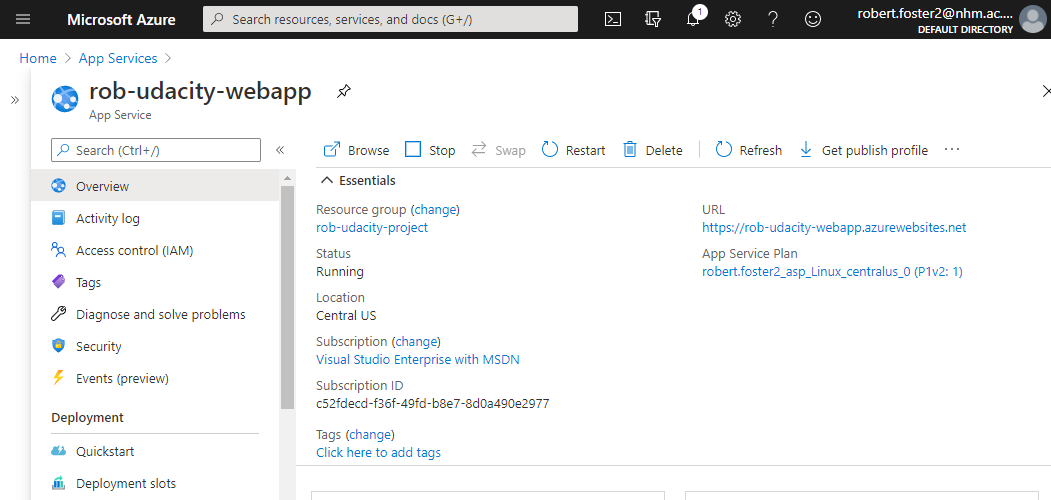 Microsoft Azure
Search resources, services, and docs (G+/)
1
robert.foster2@nhm.ac....
DEFAULT DIRECTORY
Home > App Services >
»
rob-udacity-webapp
App Service
Search (Ctrl+/)
«
Browse Stop Swap Restart Delete Refresh Get publish profile ...
Overview
Activity log
Access control (IAM)
Tags
Diagnose and solve problems
Security
Events (preview)
Deployment
Quickstart
Deployment slots
Essentials
Resource group (change)
rob-udacity-project
Status
Running
Location
Central US
Subscription (change)
Visual Studio Enterprise with MSDN
Subscription ID
c52fdecd-f36f-49fd-b8e7-8d0a490e2977
Tags (change)
Click here to add tags
URL
https://rob-udacity-webapp.azurewebsites.net
App Service Plan
robert.foster2_asp_Linux_centralus_0 (P1v2: 1)